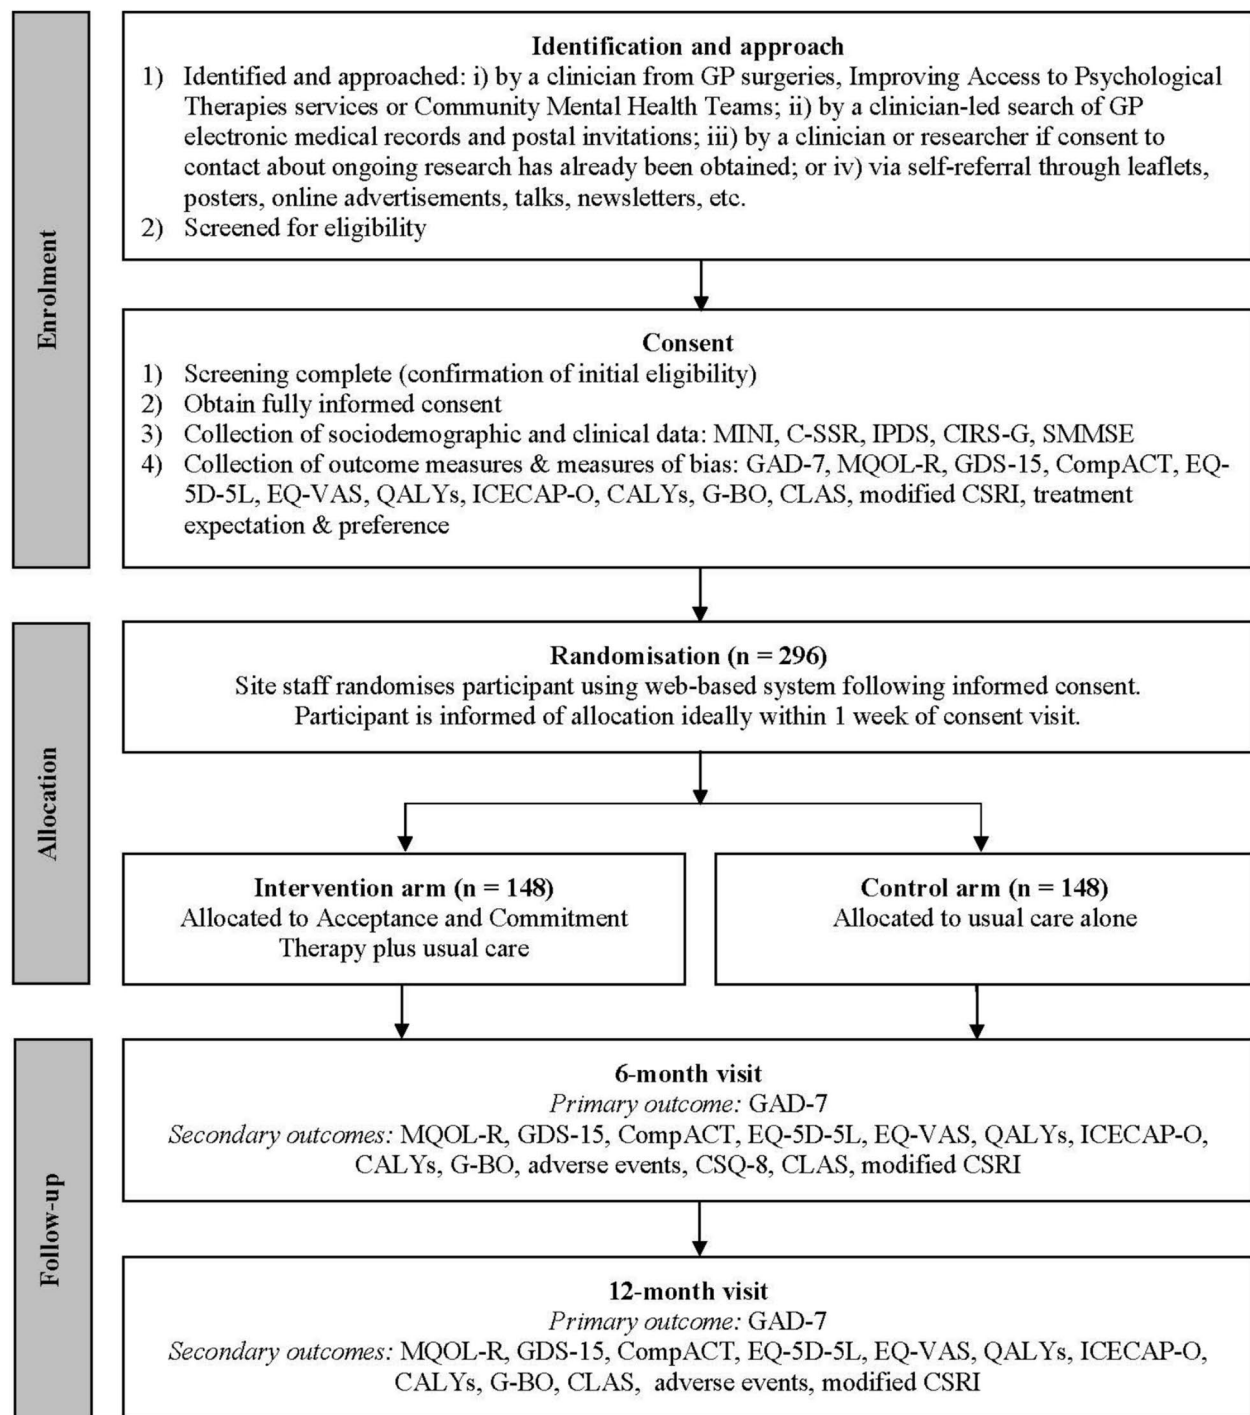 Enrolment
Identification and approach
1) Identified and approached: i) by a clinician from GP surgeries, Improving Access to Psychological
Therapies services or Community Mental Health Teams; ii) by a clinician-led search of GP
electronic medical records and postal invitations; iii) by a clinician or researcher if consent to
contact about ongoing research has already been obtained; or iv) via self-referral through leaflets,
posters, online advertisements, talks, newsletters, etc.
2) Screened for eligibility
Consent
1) Screening complete (confirmation of initial eligibility)
2) Obtain fully informed consent
3) Collection of sociodemographic and clinical data: MINI, C-SSR, IPDS, CIRS-G, SMMSE
4) Collection of outcome measures & measures of bias: GAD-7, MQOL-R, GDS-15, CompACT, EQ-
5D-5L, EQ-VAS, QALYs, ICECAP-O, CALYs, G-BO, CLAS, modified CSRI, treatment
expectation & preference
Allocation
Randomisation (n = 296)
Site staff randomises participant using web-based system following informed consent.
Participant is informed of allocation ideally within 1 week of consent visit.
Intervention arm (n = 148)
Allocated to Acceptance and Commitment
Therapy plus usual care
Control arm (n = 148)
Allocated to usual care alone
Follow-up
6-month visit
Primary outcome: GAD-7
Secondary outcomes: MQOL-R, GDS-15, CompACT, EQ-5D-5L, EQ-VAS, QALYs, ICECAP-O,
CALYs, G-BO, adverse events, CSQ-8, CLAS, modified CSRI
12-month visit
Primary outcome: GAD-7
Secondary outcomes: MQOL-R, GDS-15, CompACT, EQ-5D-5L, EQ-VAS, QALYs, ICECAP-O,
CALYs, G-BO, CLAS, adverse events, modified CSRI